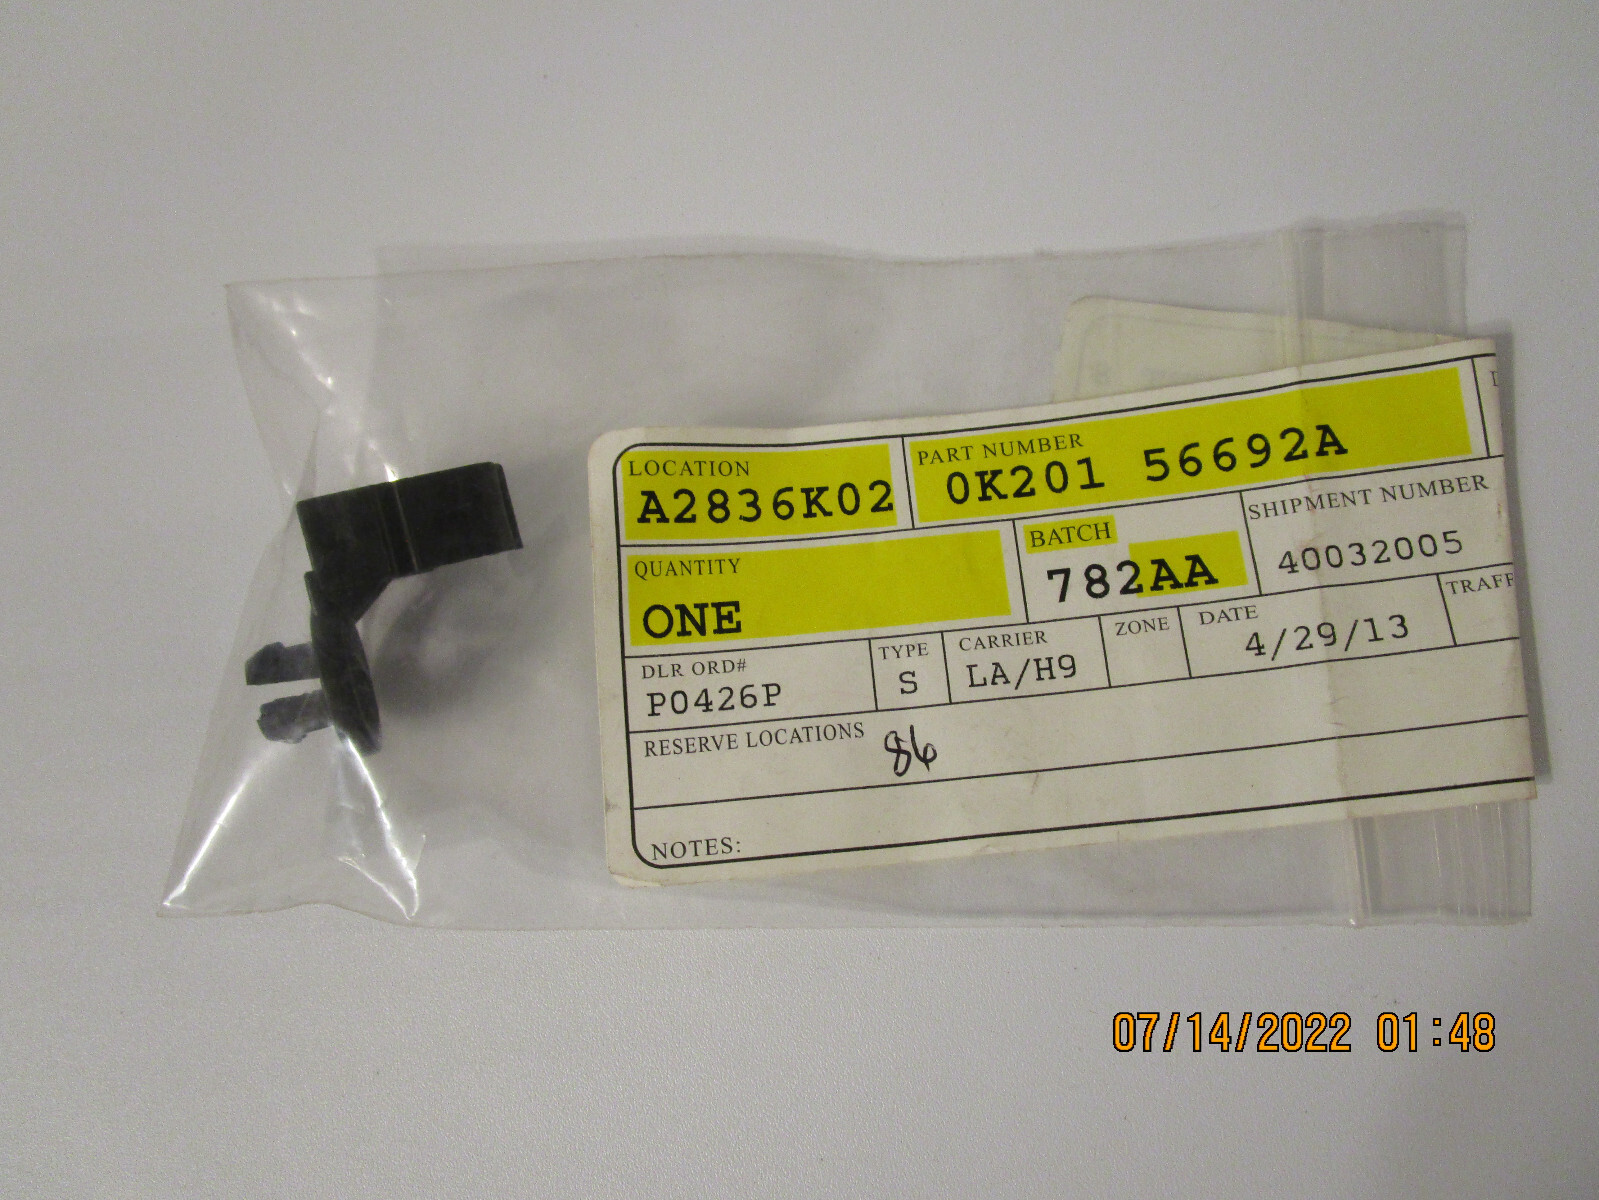 LOCATION
A2836K02
PART NUMBER
0K201 56692A
QUANTITY
ONE
BATCH
782AA
SHIPMENT NUMBER
40032005
DLR ORD#
P0426P
TYPE
S
CARRIER
LA/H9
ZONE
DATE
4/29/13
TRAFF
RESERVE LOCATIONS
86
NOTES:
07/14/2022 01:48